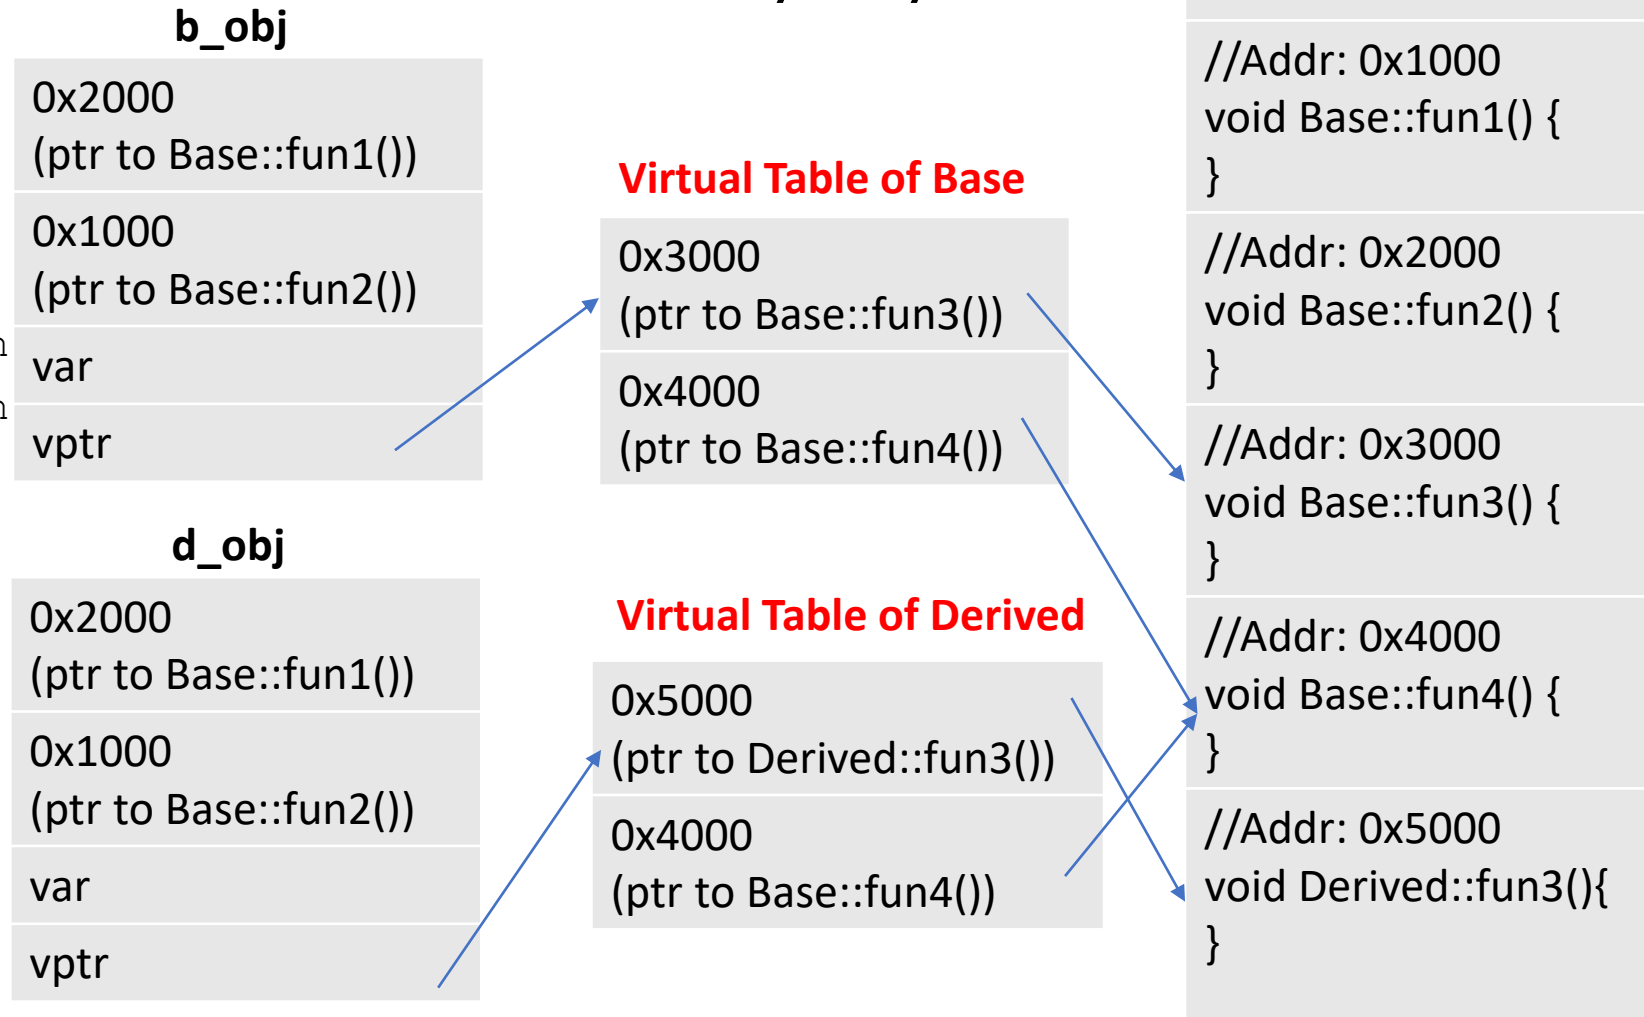 b_obj
0x2000
(ptr to Base::fun1())
0x1000
(ptr to Base::fun2())
var
vptr
d_obj
0x2000
(ptr to Base::fun1())
0x1000
(ptr to Base::fun2())
var
vptr
Virtual Table of Base
0x3000
(ptr to Base::fun3())
0x4000
(ptr to Base::fun4())
Virtual Table of Derived
0x5000
(ptr to Derived::fun3())
0x4000
(ptr to Base::fun4())
//Addr: 0x1000
void Base::fun1() {
}
//Addr: 0x2000
void Base::fun2() {
}
//Addr: 0x3000
void Base::fun3() {
}
//Addr: 0x4000
void Base::fun4() {
}
//Addr: 0x5000
void Derived::fun3(){
}